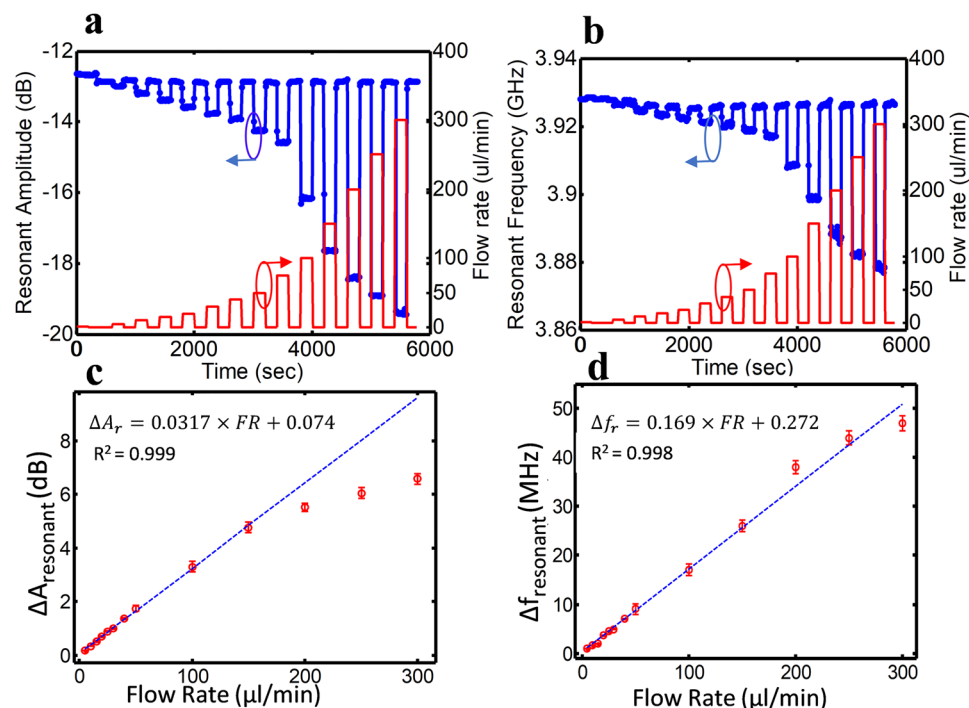 a
Resonant Amplitude (dB)
-12
-14
-16
-18
-20
400
300
200
100
50
0
Flow rate (ul/min)
0
2000
4000
6000
Time (sec)
b
Resonant Frequency (GHz)
3.94
3.92
3.90
3.88
3.86
400
300
200
100
50
0
Flow rate (ul/min)
0
2000
4000
6000
Time (sec)
c
ΔAᵣ = 0.0317 × FR + 0.074
R² = 0.999
ΔA_resonant (dB)
8
6
4
2
0
0
100
200
300
Flow Rate (µl/min)
d
Δfᵣ = 0.169 × FR + 0.272
R² = 0.998
Δf_resonant (MHz)
50
40
30
20
10
0
0
100
200
300
Flow Rate (µl/min)